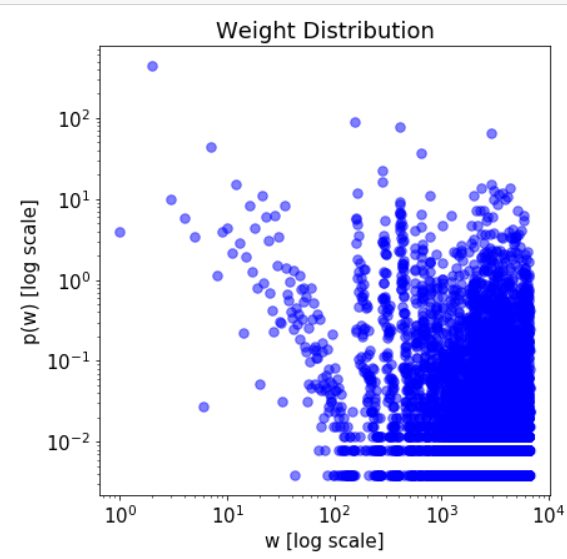 Weight Distribution
p(w) [log scale]
10²
10¹
10⁰
10⁻¹
10⁻²
10⁰ 10¹ 10² 10³ 10⁴
w [log scale]